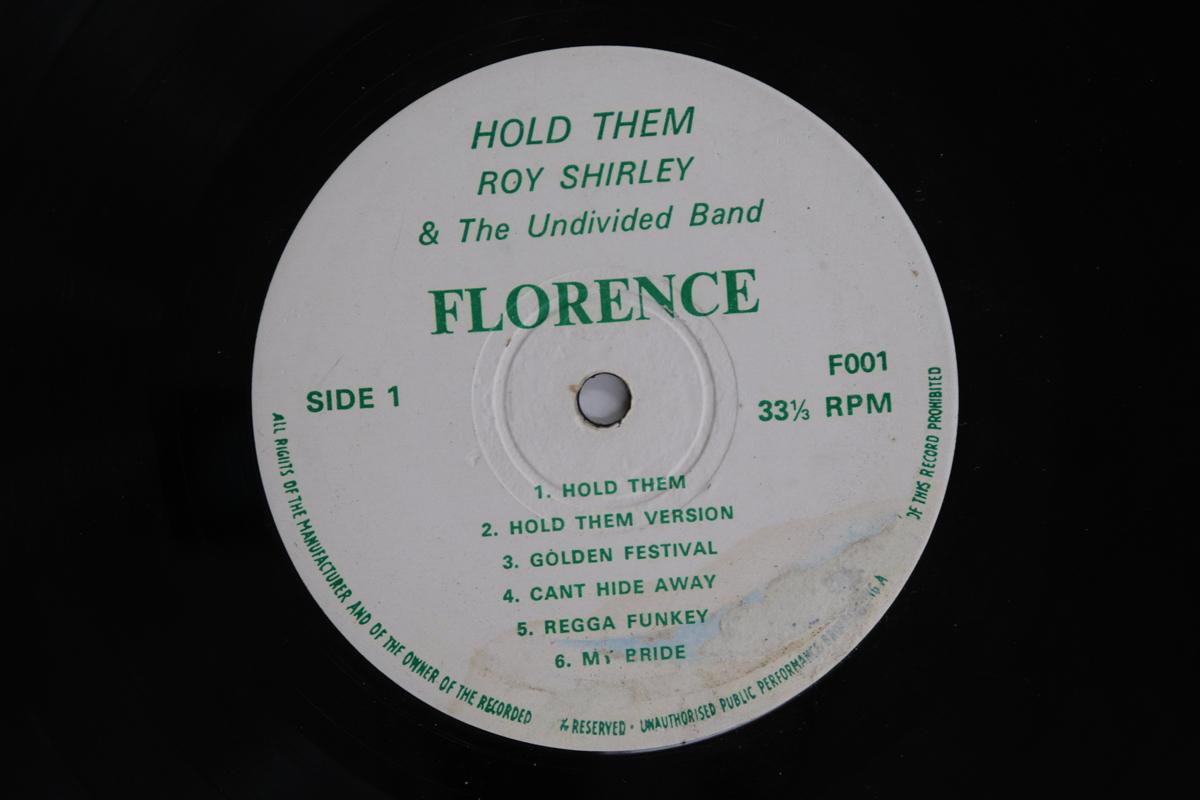 HOLD THEM
ROY SHIRLEY
& The Undivided Band
FLORENCE
SIDE 1
F001
33⅓ RPM
1. HOLD THEM
2. HOLD THEM VERSION
3. GOLDEN FESTIVAL
4. CANT HIDE AWAY
5. REGGA FUNKEY
6. MY BRIDE
ALL RIGHTS OF THE MANUFACTURER AND OF THE OWNER OF THE RECORDED RESERVED · UNAUTHORISED PUBLIC PERFORMANCE OF THIS RECORD PROHIBITED